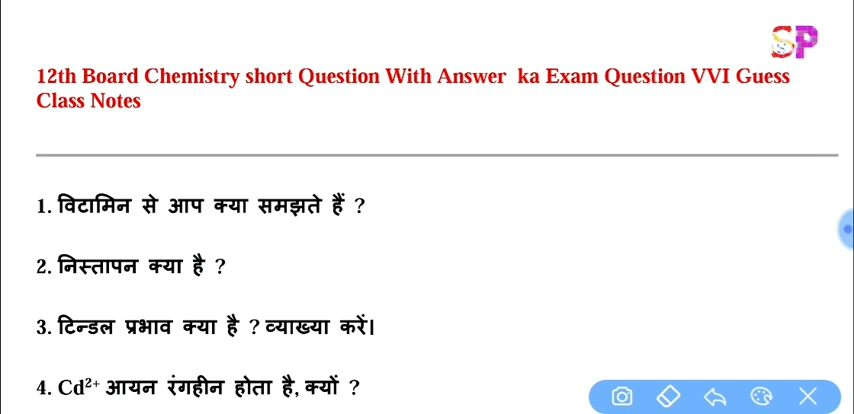 SP
12th Board Chemistry short Question With Answer ka Exam Question VVI Guess
Class Notes
1. विटामिन से आप क्या समझते हैं ?
2. निस्तापन क्या है ?
3. टिन्डल प्रभाव क्या है ? व्याख्या करें।
4. Cd²⁺ आयन रंगहीन होता है, क्यों ?